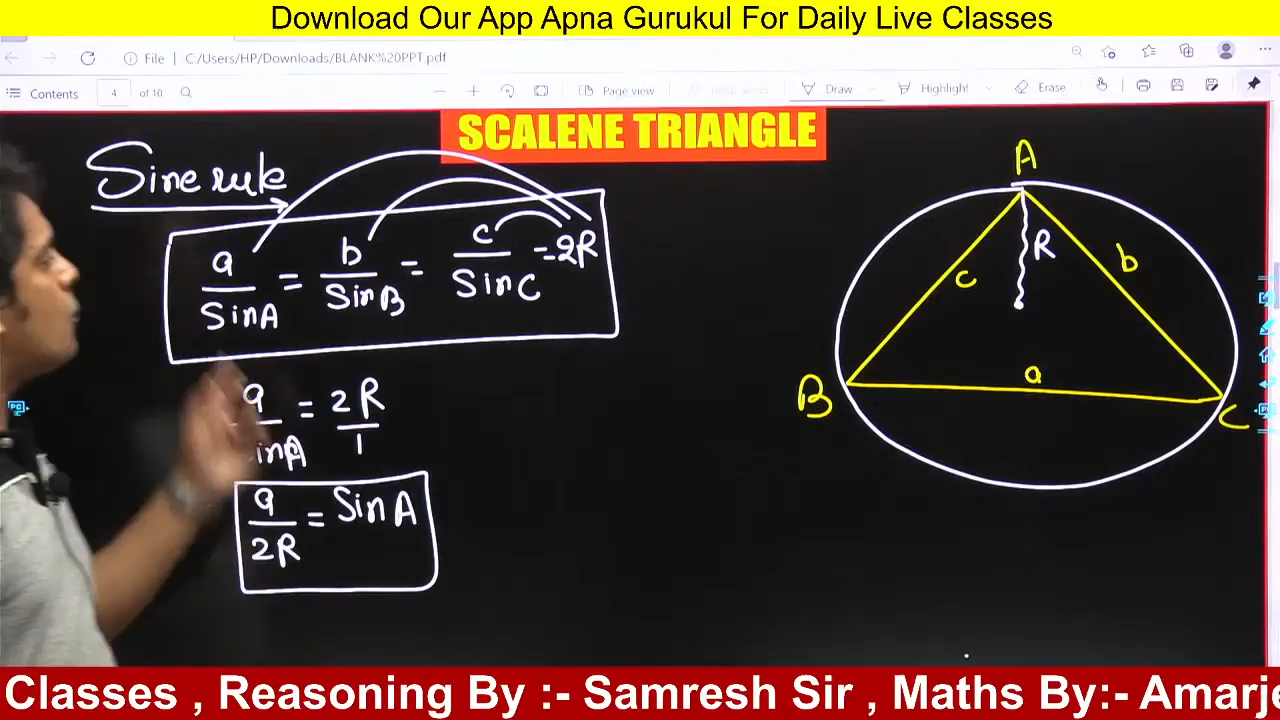 Download Our App Apna Gurukul For Daily Live Classes
File C:/Users/HP/Downloads/BLANK%20PPT.pdf
Contents 4 of 10 Page view Draw Highlight Erase
SCALENE TRIANGLE
Sine rule
a/SinA = b/SinB = c/SinC = 2R
a/SinA = 2R/1
a/2R = SinA
A
R
c
b
B
a
C
Classes , Reasoning By :- Samresh Sir , Maths By:- Amarje